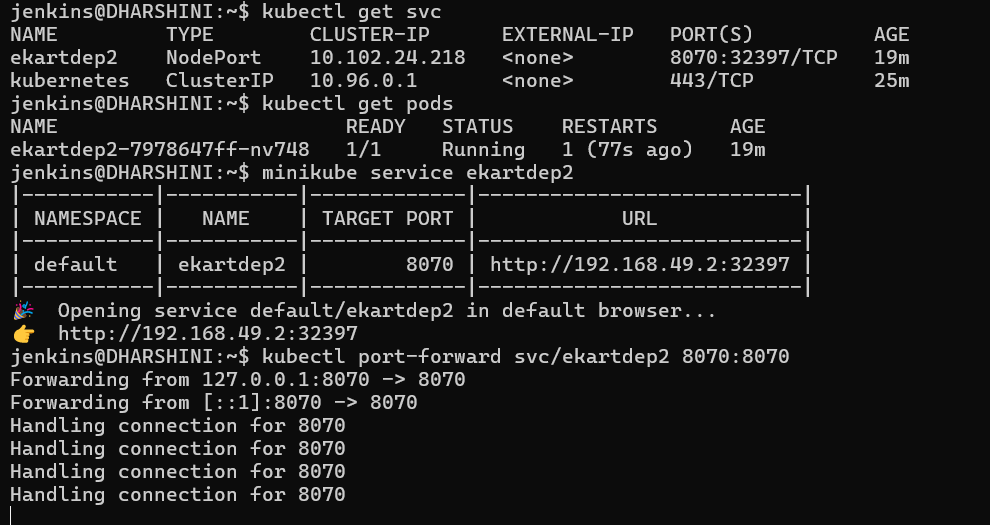 jenkins@DHARSHINI:~$ kubectl get svc
NAME         TYPE        CLUSTER-IP      EXTERNAL-IP   PORT(S)          AGE
ekartdep2    NodePort    10.102.24.218   <none>        8070:32397/TCP   19m
kubernetes   ClusterIP   10.96.0.1       <none>        443/TCP          25m
jenkins@DHARSHINI:~$ kubectl get pods
NAME                        READY   STATUS    RESTARTS      AGE
ekartdep2-7978647ff-nv748   1/1     Running   1 (77s ago)   19m
jenkins@DHARSHINI:~$ minikube service ekartdep2
|-----------|-----------|-------------|---------------------------|
| NAMESPACE |   NAME    | TARGET PORT |            URL            |
|-----------|-----------|-------------|---------------------------|
| default   | ekartdep2 |        8070 | http://192.168.49.2:32397 |
|-----------|-----------|-------------|---------------------------|
🎉  Opening service default/ekartdep2 in default browser...
👉  http://192.168.49.2:32397
jenkins@DHARSHINI:~$ kubectl port-forward svc/ekartdep2 8070:8070
Forwarding from 127.0.0.1:8070 -> 8070
Forwarding from [::1]:8070 -> 8070
Handling connection for 8070
Handling connection for 8070
Handling connection for 8070
Handling connection for 8070